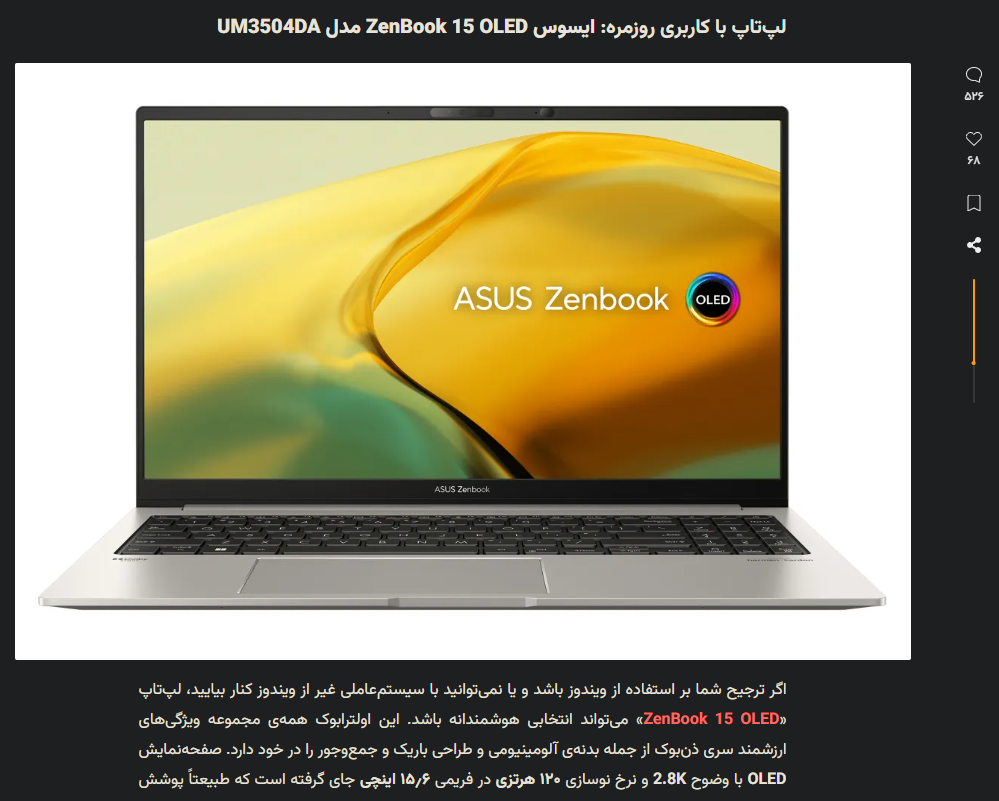 لپ‌تاپ با کاربری روزمره: ایسوس ZenBook 15 OLED مدل UM3504DA
۵۲۶
۶۸
ASUS Zenbook OLED
ASUS Zenbook
harman/kardon
اگر ترجیح شما بر استفاده از ویندوز باشد و یا نمی‌توانید با سیستم‌عاملی غیر از ویندوز کنار بیایید، لپ‌تاپ
«ZenBook 15 OLED» می‌تواند انتخابی هوشمندانه باشد. این اولترابوک همه‌ی مجموعه ویژگی‌های
ارزشمند سری ذن‌بوک از جمله بدنه‌ی آلومینیومی و طراحی باریک و جمع‌وجور را در خود دارد. صفحه‌نمایش
OLED با وضوح 2.8K و نرخ نوسازی ۱۲۰ هرتزی در فریمی ۱۵٫۶ اینچی جای گرفته است که طبیعتاً پوشش